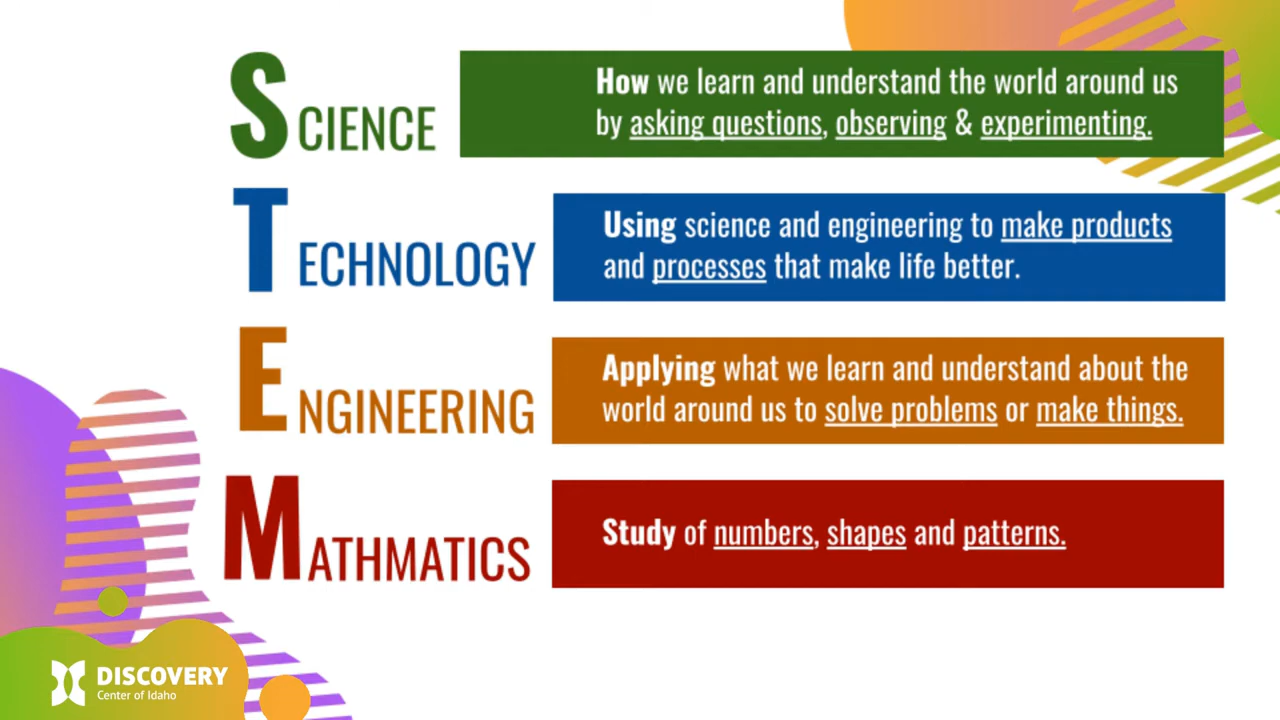 SCIENCE
How we learn and understand the world around us
by asking questions, observing & experimenting.
TECHNOLOGY
Using science and engineering to make products
and processes that make life better.
ENGINEERING
Applying what we learn and understand about the
world around us to solve problems or make things.
MATHMATICS
Study of numbers, shapes and patterns.
DISCOVERY
Center of Idaho